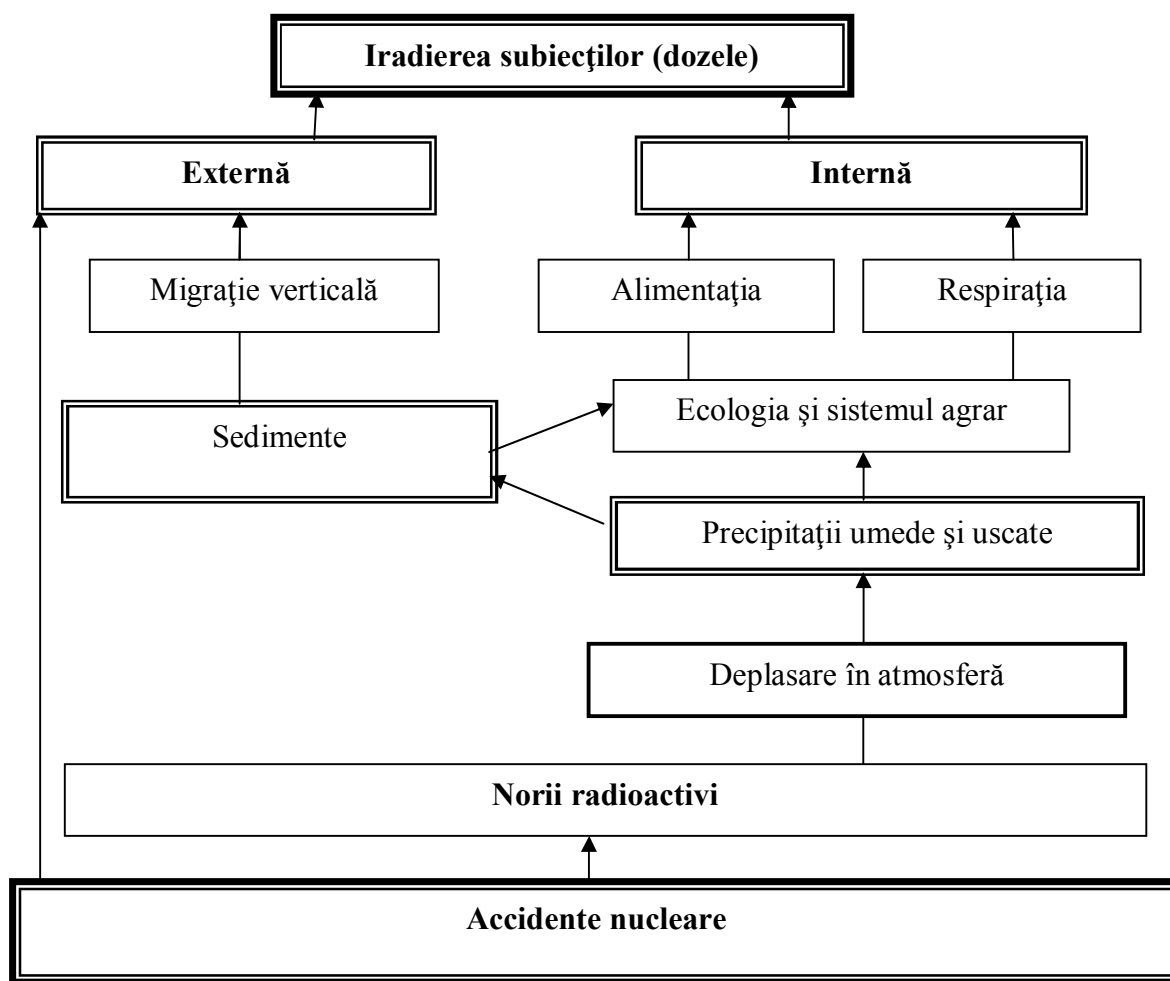 Iradierea subiecţilor (dozele)
Externă
Internă
Migraţie verticală
Alimentaţia
Respiraţia
Ecologia şi sistemul agrar
Sedimente
Precipitaţii umede şi uscate
Deplasare în atmosferă
Norii radioactivi
Accidente nucleare